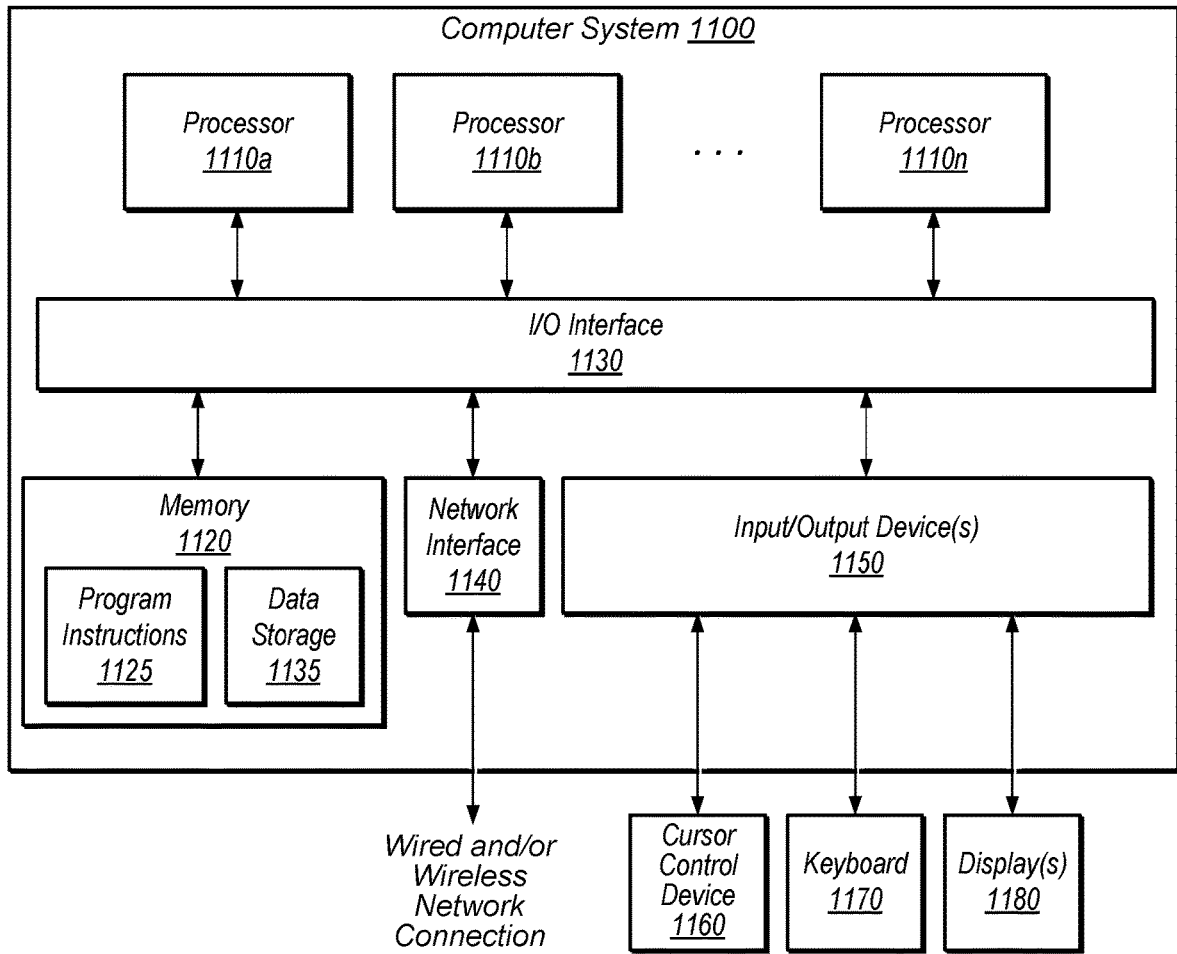 Computer System 1100
Processor
1110a
Processor
1110b
. . .
Processor
1110n
I/O Interface
1130
Memory
1120
Program
Instructions
1125
Data
Storage
1135
Network
Interface
1140
Input/Output Device(s)
1150
Wired and/or
Wireless
Network
Connection
Cursor
Control
Device
1160
Keyboard
1170
Display(s)
1180